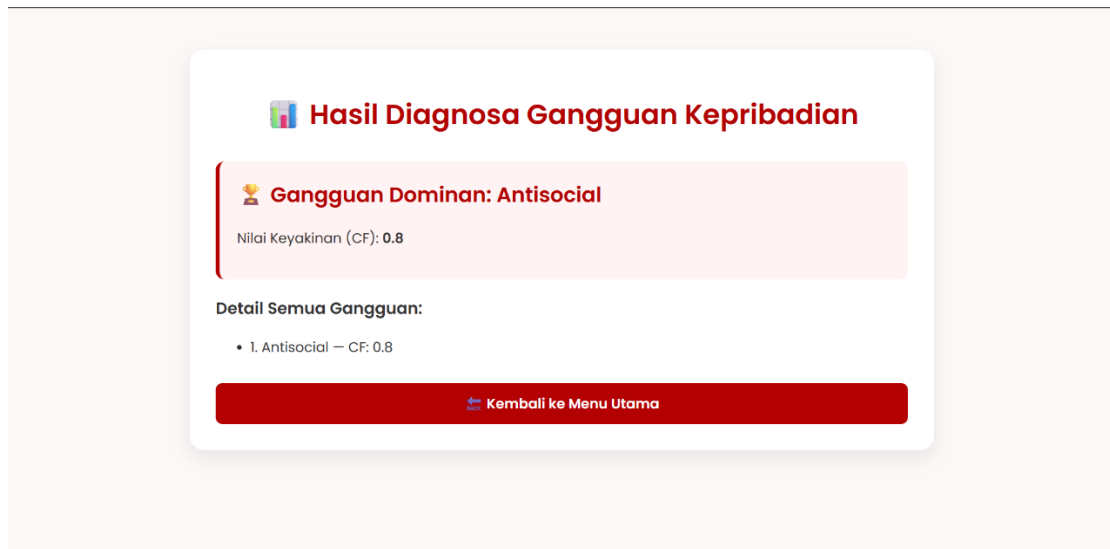 Hasil Diagnosa Gangguan Kepribadian
Gangguan Dominan: Antisocial
Nilai Keyakinan (CF): 0.8
Detail Semua Gangguan:
• 1. Antisocial — CF: 0.8
BACK Kembali ke Menu Utama